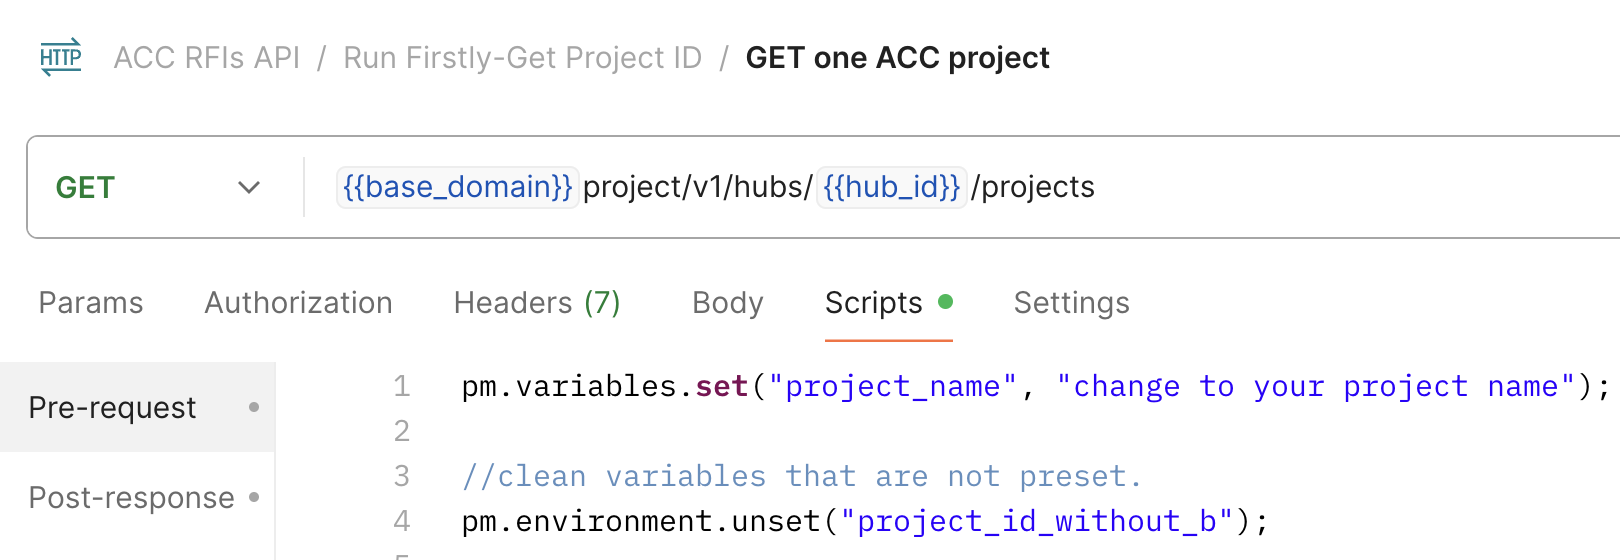 HTTP ACC RFIs API / Run Firstly-Get Project ID / GET one ACC project
GET {{base_domain}}project/v1/hubs/{{hub_id}}/projects
Params Authorization Headers (7) Body Scripts Settings
Pre-request
Post-response
1 pm.variables.set("project_name", "change to your project name");
2
3 //clean variables that are not preset.
4 pm.environment.unset("project_id_without_b");